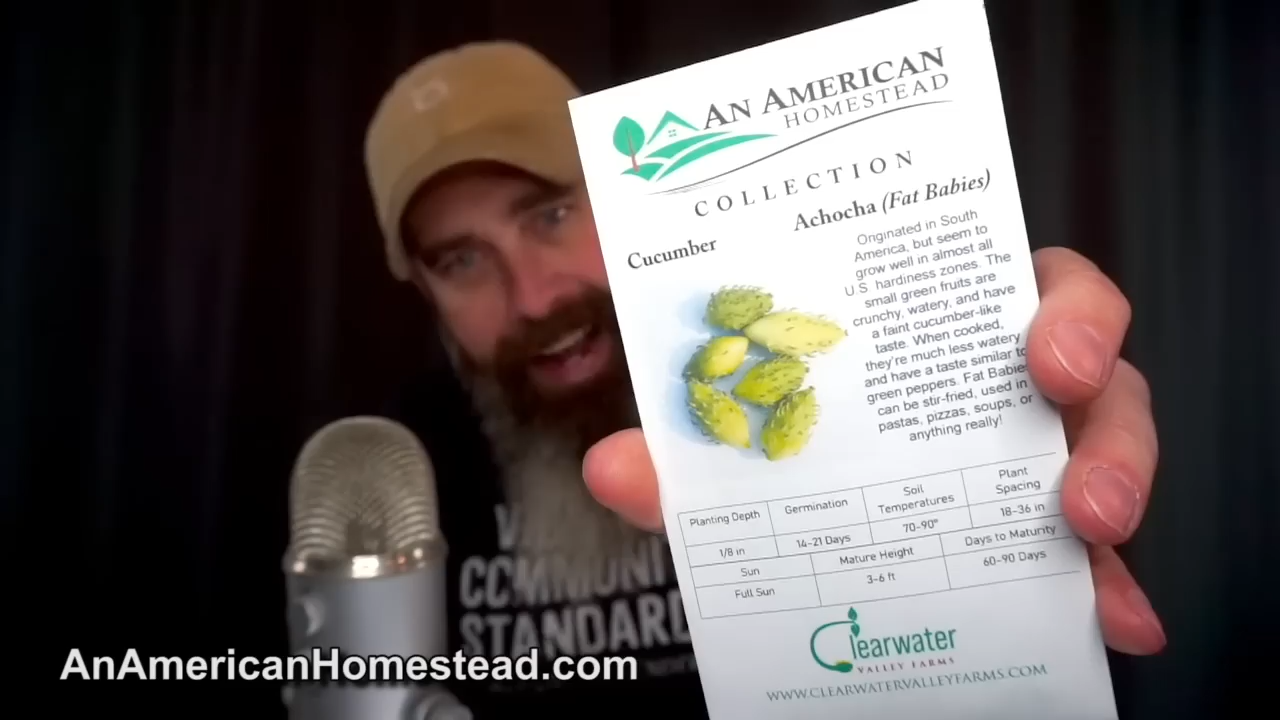 AN AMERICAN
HOMESTEAD
COLLECTION
Achocha (Fat Babies)
Cucumber
Originated in South
America, but seem to
grow well in almost all
U.S. hardiness zones. The
small green fruits are
crunchy, watery, and have
a faint cucumber-like
taste. When cooked,
they're much less watery
and have a taste similar to
green peppers. Fat Babie
can be stir-fried, used in
pastas, pizzas, soups, or
anything really!
Planting Depth Germination Soil Temperatures Plant Spacing
1/8 in 14-21 Days 70-90° 18-36 in
Sun Mature Height Days to Maturity
Full Sun 3-6 ft 60-90 Days
Clearwater
VALLEY FARMS
WWW.CLEARWATERVALLEYFARMS.COM
COMMUNI
STANDARD
AnAmericanHomestead.com